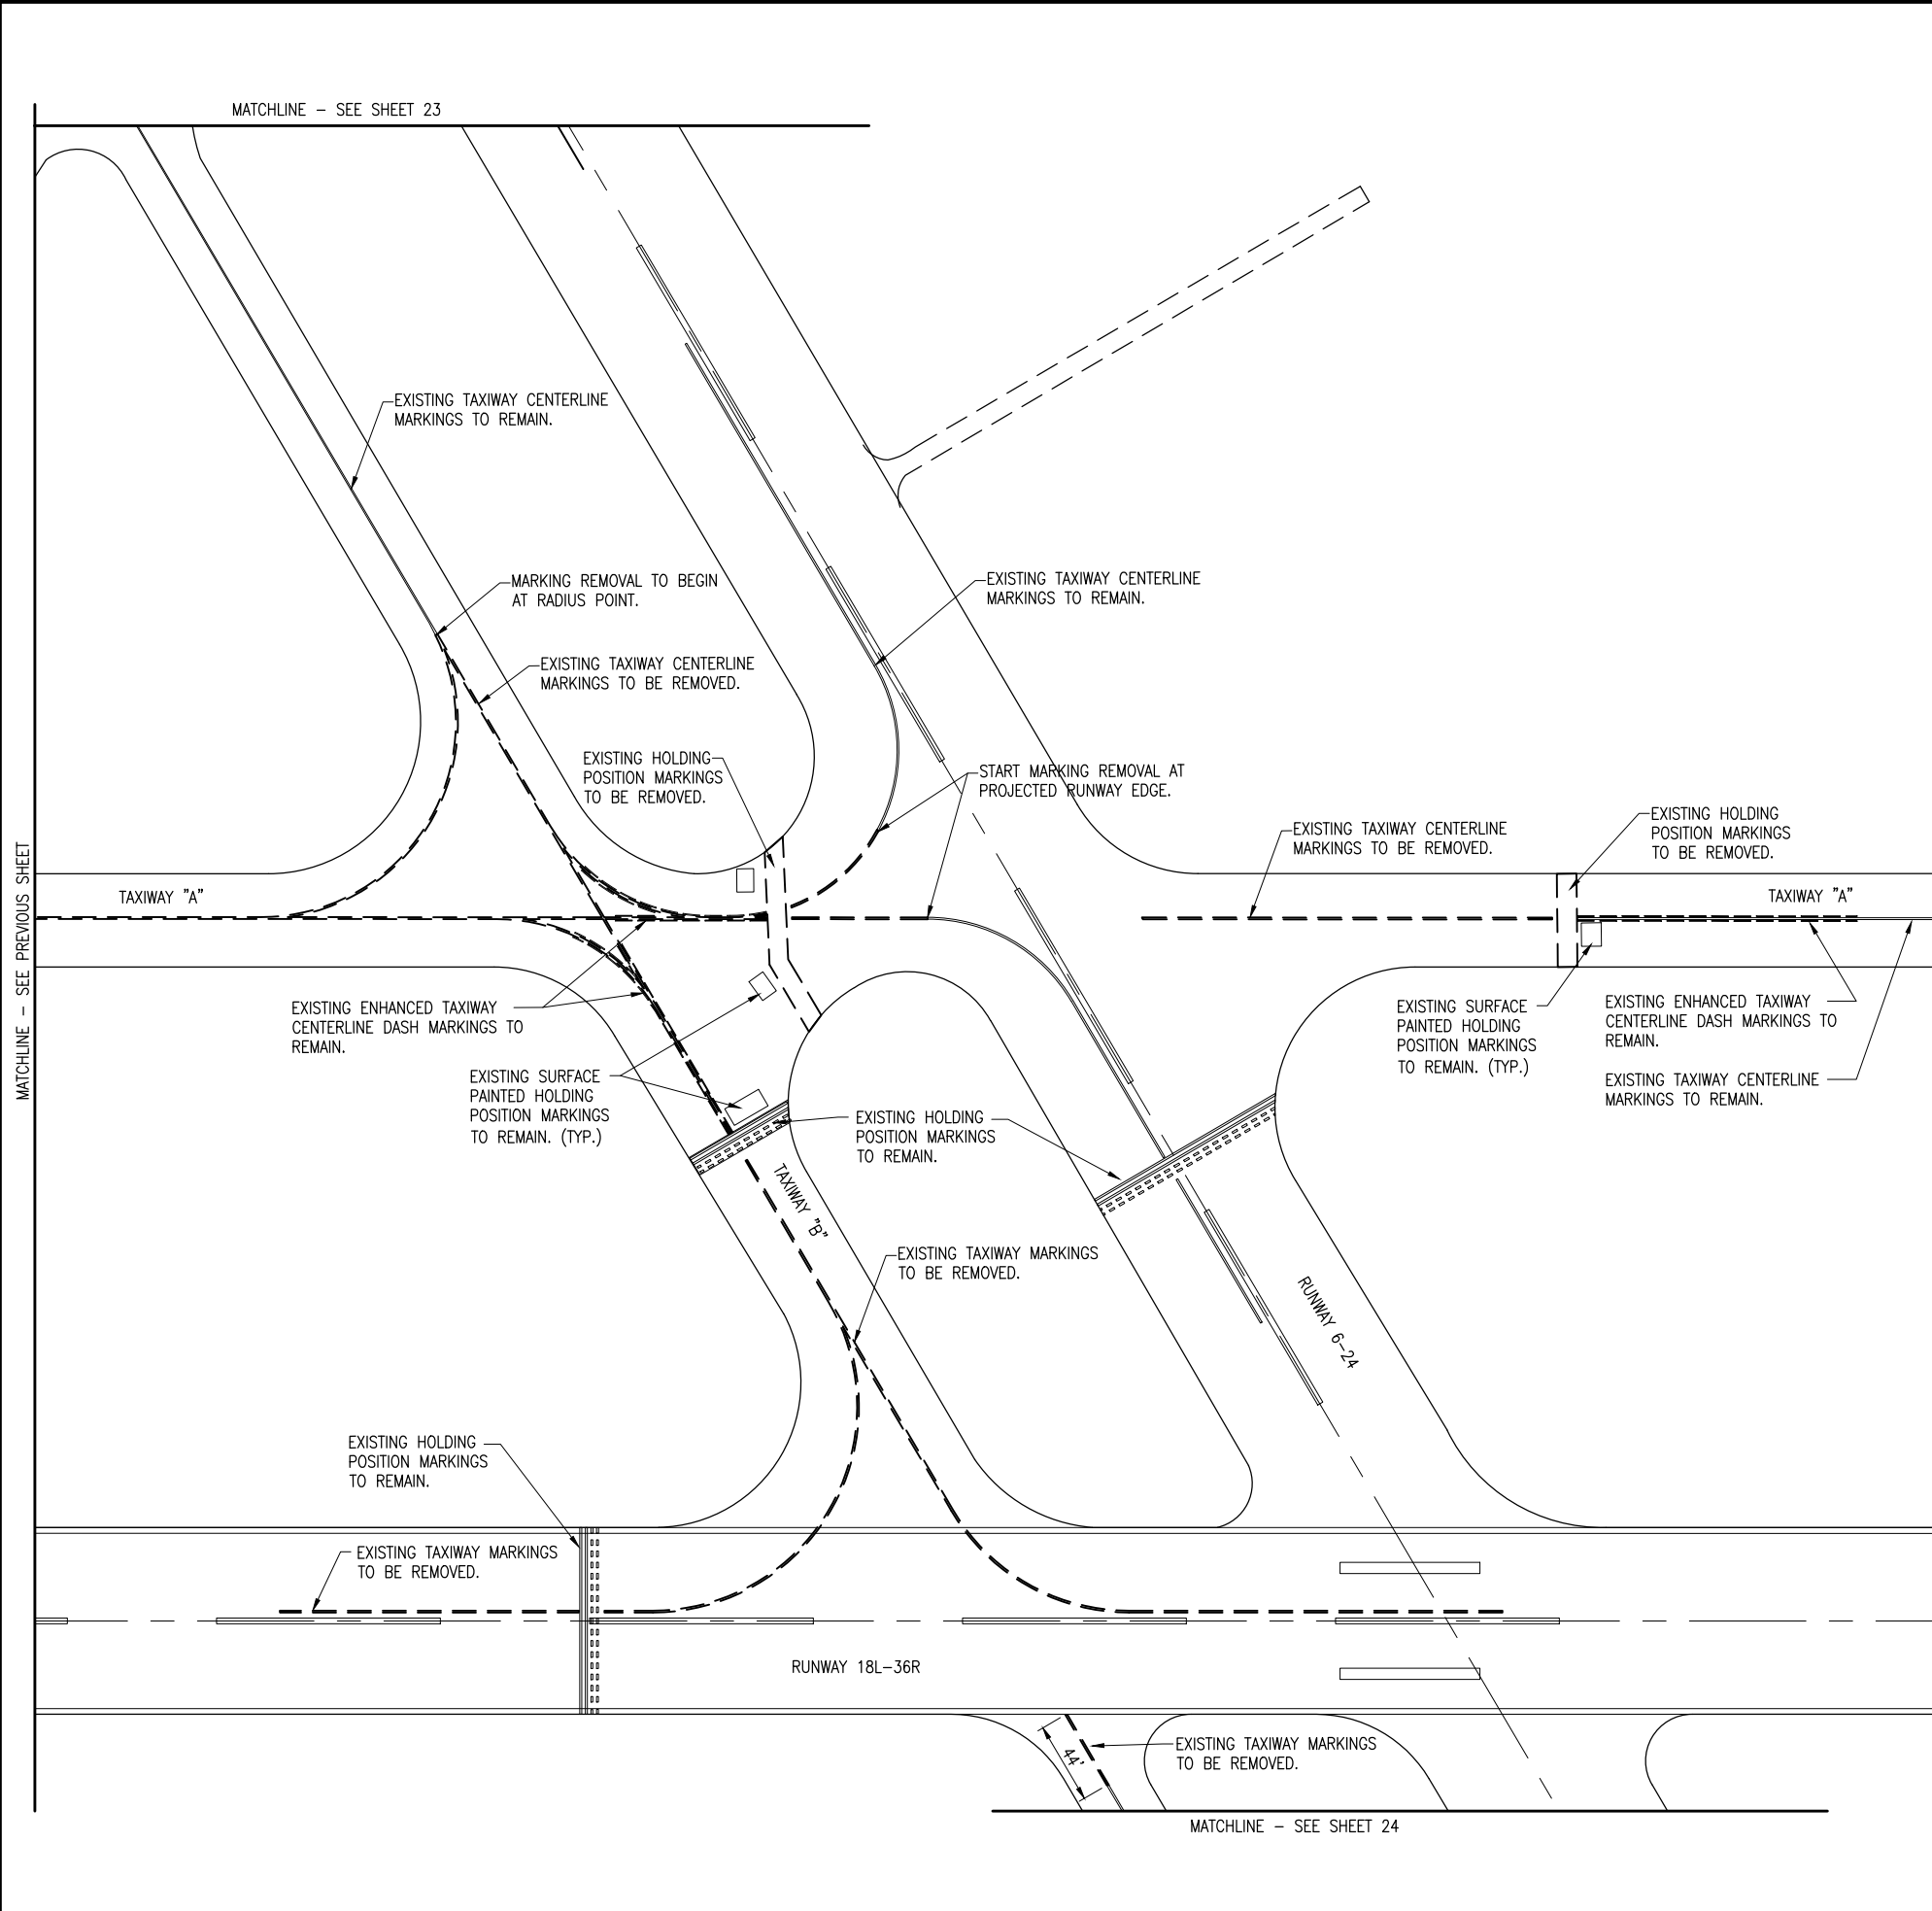 MATCHLINE - SEE SHEET 23
EXISTING TAXIWAY CENTERLINE
MARKINGS TO REMAIN.
MARKING REMOVAL TO BEGIN
AT RADIUS POINT.
EXISTING TAXIWAY CENTERLINE
MARKINGS TO REMAIN.
EXISTING TAXIWAY CENTERLINE
MARKINGS TO BE REMOVED.
EXISTING HOLDING
POSITION MARKINGS
TO BE REMOVED.
START MARKING REMOVAL AT
PROJECTED RUNWAY EDGE.
EXISTING TAXIWAY CENTERLINE
MARKINGS TO BE REMOVED.
EXISTING HOLDING
POSITION MARKINGS
TO BE REMOVED.
MATCHLINE - SEE PREVIOUS SHEET
TAXIWAY "A"
TAXIWAY "A"
EXISTING ENHANCED TAXIWAY
CENTERLINE DASH MARKINGS TO
REMAIN.
EXISTING SURFACE
PAINTED HOLDING
POSITION MARKINGS
TO REMAIN. (TYP.)
EXISTING ENHANCED TAXIWAY
CENTERLINE DASH MARKINGS TO
REMAIN.
EXISTING TAXIWAY CENTERLINE
MARKINGS TO REMAIN.
EXISTING SURFACE
PAINTED HOLDING
POSITION MARKINGS
TO REMAIN. (TYP.)
EXISTING HOLDING
POSITION MARKINGS
TO REMAIN.
TAXIWAY "B"
EXISTING TAXIWAY MARKINGS
TO BE REMOVED.
RUNWAY 6-24
EXISTING HOLDING
POSITION MARKINGS
TO REMAIN.
EXISTING TAXIWAY MARKINGS
TO BE REMOVED.
RUNWAY 18L-36R
44'
EXISTING TAXIWAY MARKINGS
TO BE REMOVED.
MATCHLINE - SEE SHEET 24